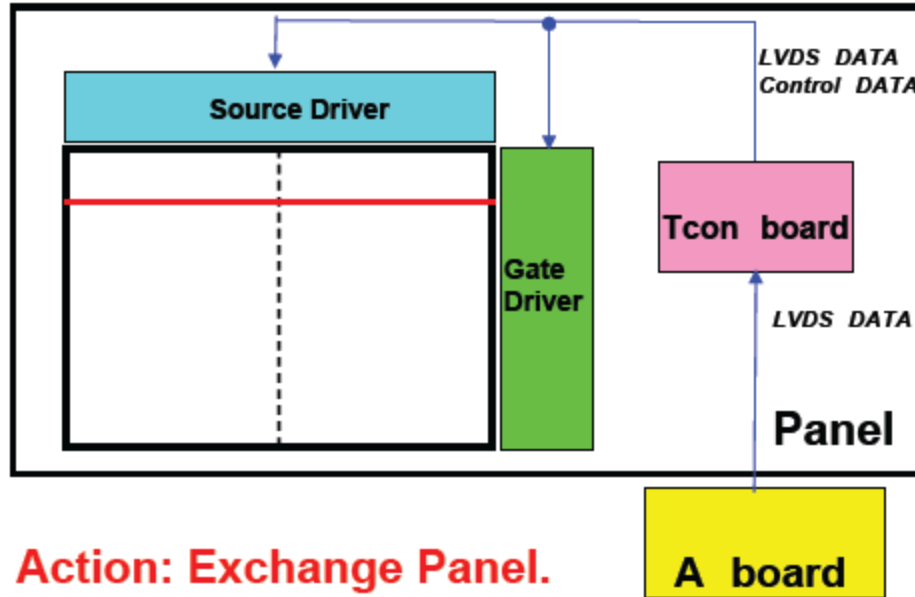 LVDS DATA
Control DATA
Source Driver
Tcon board
Gate
Driver
LVDS DATA
Panel
Action: Exchange Panel.
A board